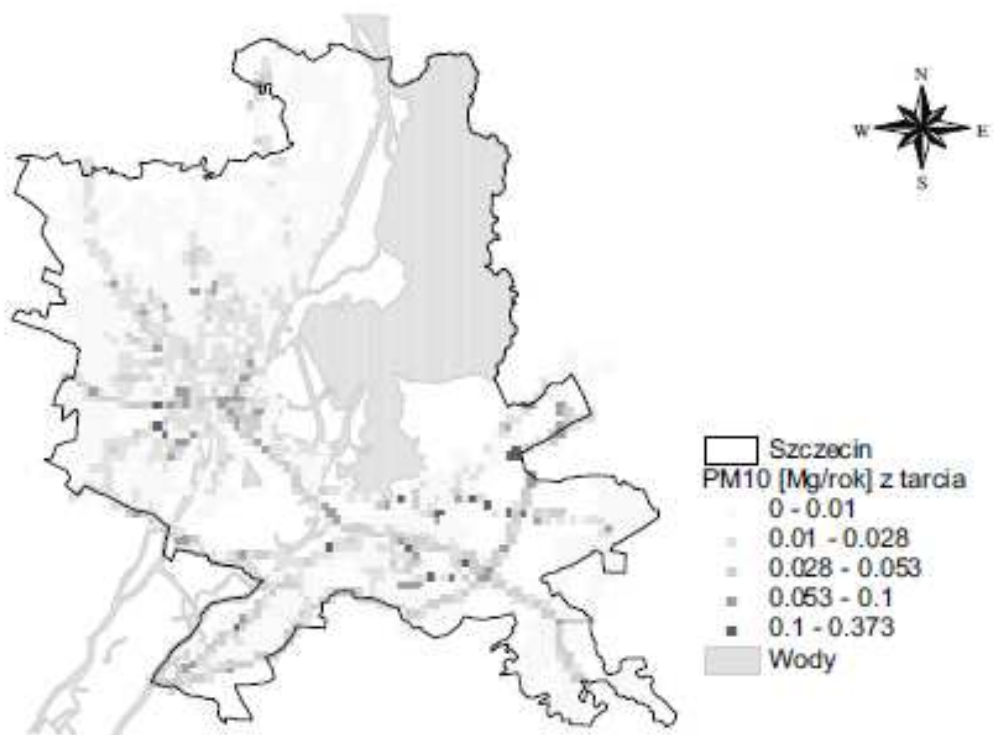 N
W E
S
Szczecin
PM10 [Mg/rok] z tarcia
0 - 0.01
0.01 - 0.028
0.028 - 0.053
0.053 - 0.1
0.1 - 0.373
Wody